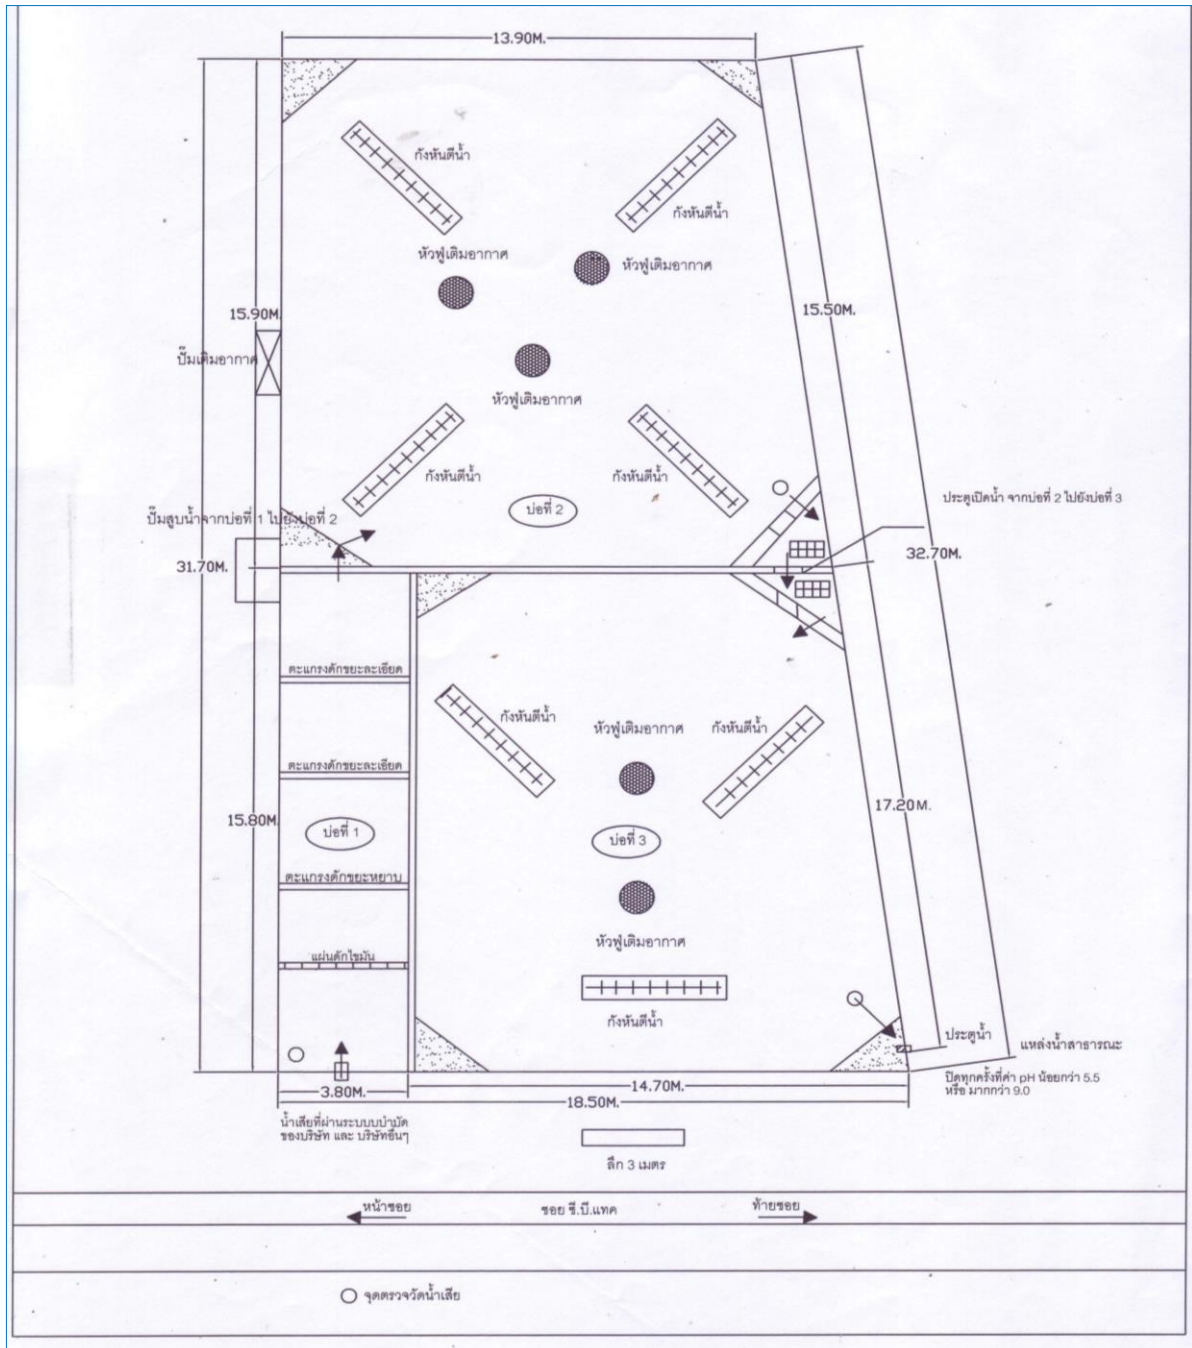 13.90M.
กังหันตีน้ำ
กังหันตีน้ำ
หัวฟู่เติมอากาศ
หัวฟู่เติมอากาศ
15.90M.
15.50M.
ปั๊มเติมอากาศ
หัวฟู่เติมอากาศ
กังหันตีน้ำ
กังหันตีน้ำ
ประตูเปิดน้ำ จากบ่อที่ 2 ไปยังบ่อที่ 3
บ่อที่ 2
ปั๊มสูบน้ำจากบ่อที่ 1 ไปยังบ่อที่ 2
32.70M.
31.70M.
ตะแกรงดักขยะละเอียด
กังหันตีน้ำ
หัวฟู่เติมอากาศ
กังหันตีน้ำ
ตะแกรงดักขยะละเอียด
17.20M.
15.80M.
บ่อที่ 1
บ่อที่ 3
ตะแกรงดักขยะหยาบ
หัวฟู่เติมอากาศ
แผ่นดักไขมัน
กังหันตีน้ำ
ประตูน้ำ
แหล่งน้ำสาธารณะ
ปิดทุกครั้งที่ค่า pH น้อยกว่า 5.5
หรือ มากกว่า 9.0
3.80M.
14.70M.
18.50M.
น้ำเสียที่ผ่านระบบบำบัด
ของบริษัท และ บริษัทอื่นๆ
ลึก 3 เมตร
หน้าซอย
ซอย ซี.บี.แทค
ท้ายซอย
จุดตรวจวัดน้ำเสีย